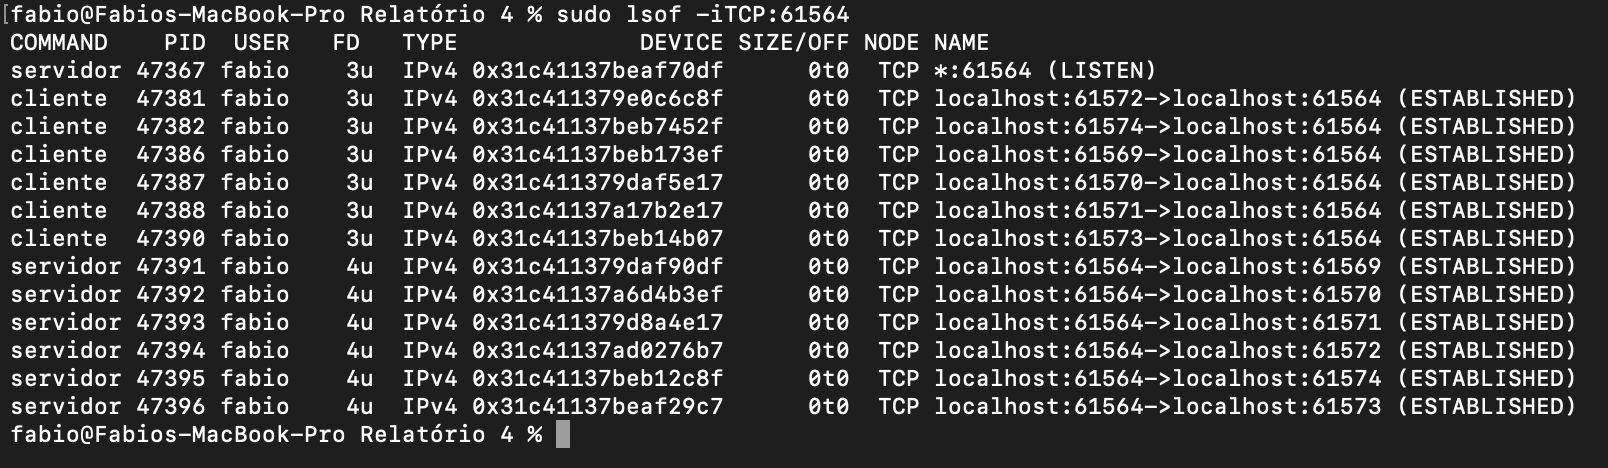 [fabio@Fabios-MacBook-Pro Relatório 4 % sudo lsof -iTCP:61564
COMMAND    PID  USER   FD   TYPE             DEVICE SIZE/OFF NODE NAME
servidor 47367 fabio    3u  IPv4 0x31c41137beaf70df      0t0  TCP *:61564 (LISTEN)
cliente  47381 fabio    3u  IPv4 0x31c411379e0c6c8f      0t0  TCP localhost:61572->localhost:61564 (ESTABLISHED)
cliente  47382 fabio    3u  IPv4 0x31c41137beb7452f      0t0  TCP localhost:61574->localhost:61564 (ESTABLISHED)
cliente  47386 fabio    3u  IPv4 0x31c41137beb173ef      0t0  TCP localhost:61569->localhost:61564 (ESTABLISHED)
cliente  47387 fabio    3u  IPv4 0x31c411379daf5e17      0t0  TCP localhost:61570->localhost:61564 (ESTABLISHED)
cliente  47388 fabio    3u  IPv4 0x31c41137a17b2e17      0t0  TCP localhost:61571->localhost:61564 (ESTABLISHED)
cliente  47390 fabio    3u  IPv4 0x31c41137beb14b07      0t0  TCP localhost:61573->localhost:61564 (ESTABLISHED)
servidor 47391 fabio    4u  IPv4 0x31c411379daf90df      0t0  TCP localhost:61564->localhost:61569 (ESTABLISHED)
servidor 47392 fabio    4u  IPv4 0x31c41137a6d4b3ef      0t0  TCP localhost:61564->localhost:61570 (ESTABLISHED)
servidor 47393 fabio    4u  IPv4 0x31c411379d8a4e17      0t0  TCP localhost:61564->localhost:61571 (ESTABLISHED)
servidor 47394 fabio    4u  IPv4 0x31c41137ad0276b7      0t0  TCP localhost:61564->localhost:61572 (ESTABLISHED)
servidor 47395 fabio    4u  IPv4 0x31c41137beb12c8f      0t0  TCP localhost:61564->localhost:61574 (ESTABLISHED)
servidor 47396 fabio    4u  IPv4 0x31c41137beaf29c7      0t0  TCP localhost:61564->localhost:61573 (ESTABLISHED)
fabio@Fabios-MacBook-Pro Relatório 4 %